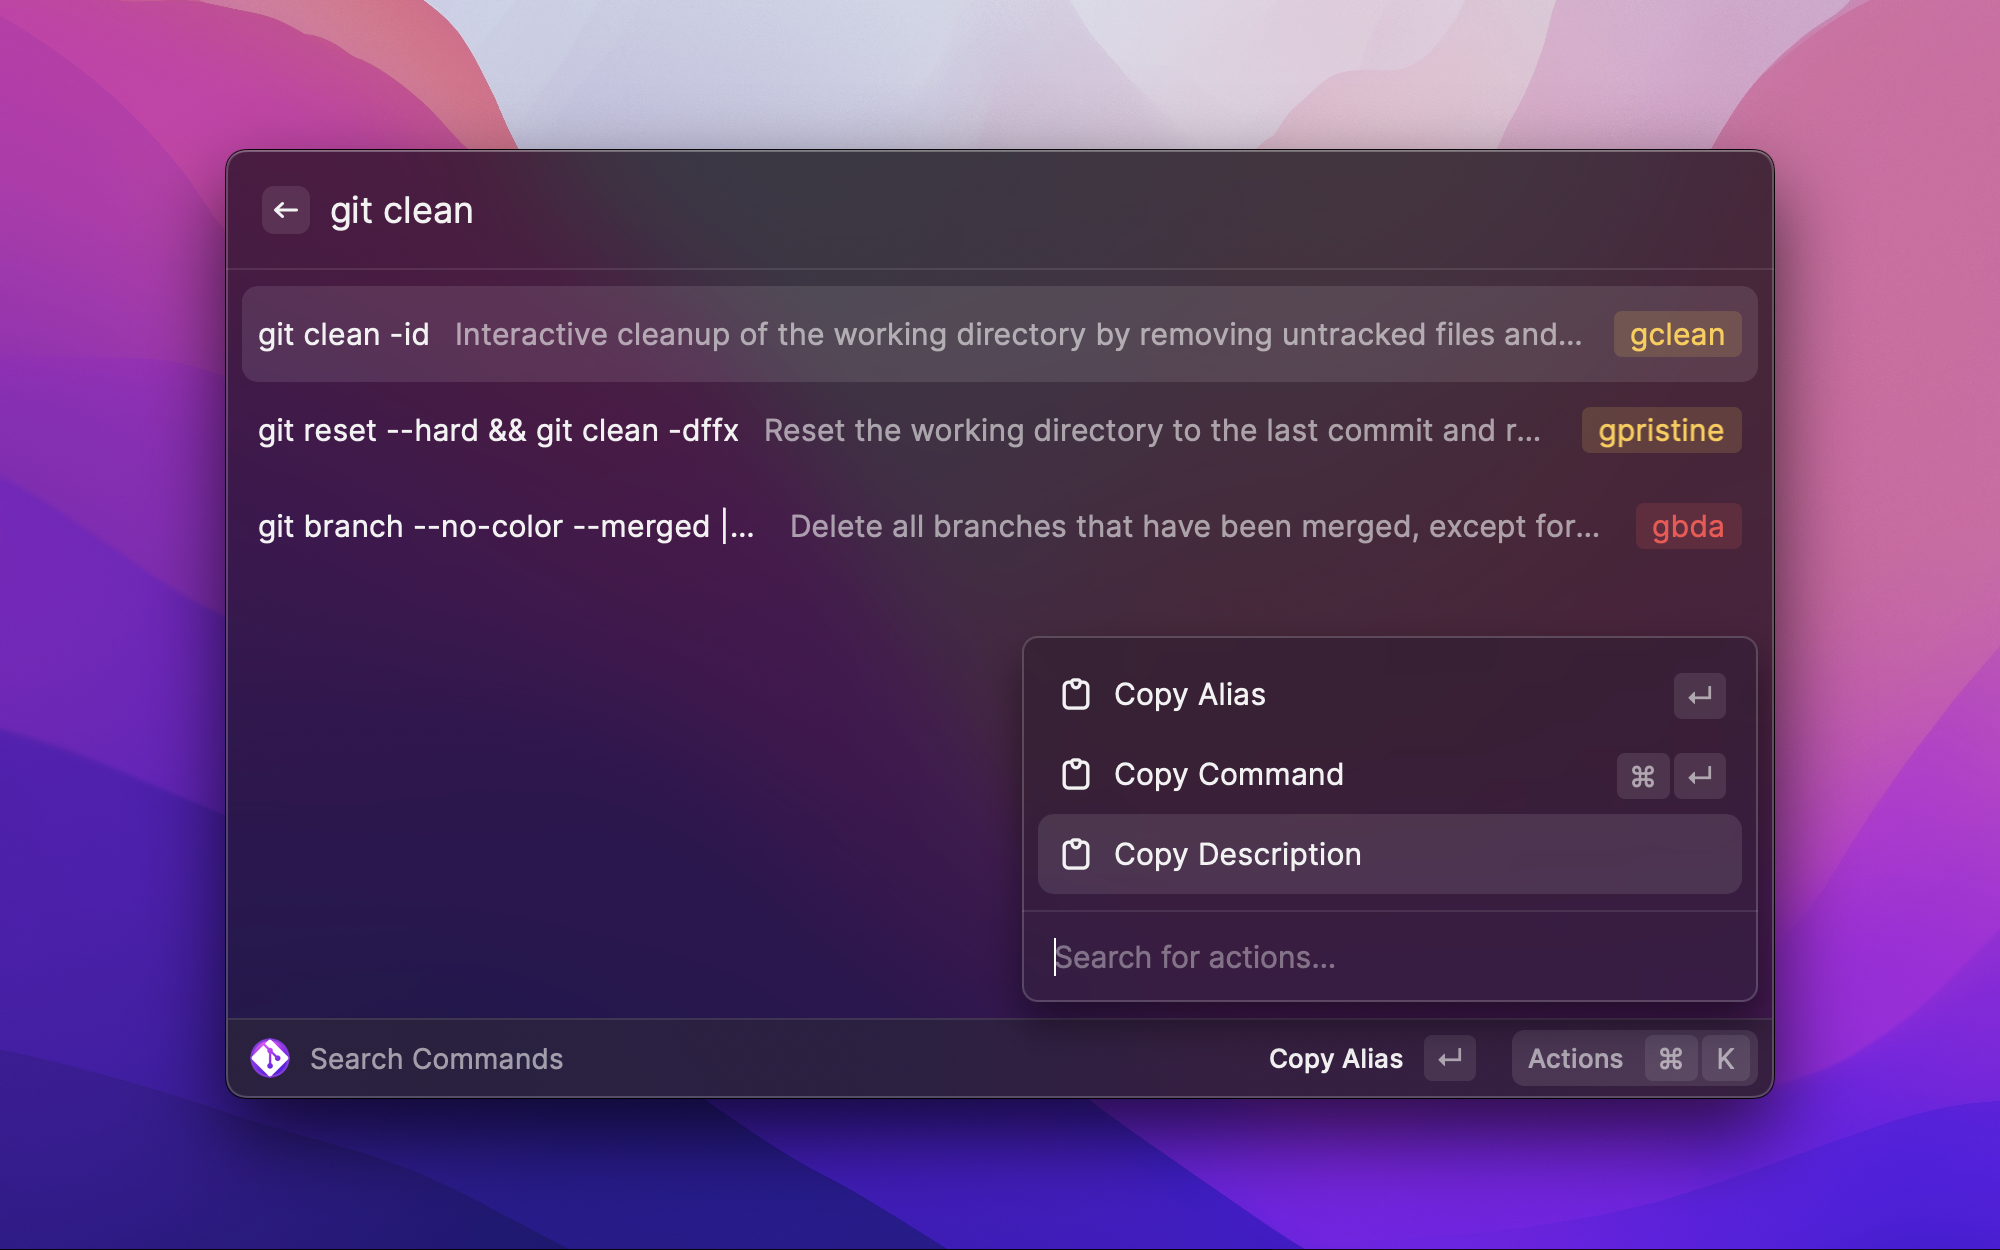 git clean
git clean -id Interactive cleanup of the working directory by removing untracked files and... gclean
git reset --hard && git clean -dffx Reset the working directory to the last commit and r... gpristine
git branch --no-color --merged |... Delete all branches that have been merged, except for... gbda
Copy Alias ↵
Copy Command ⌘ ↵
Copy Description
Search for actions...
Search Commands Copy Alias ↵ Actions ⌘ K